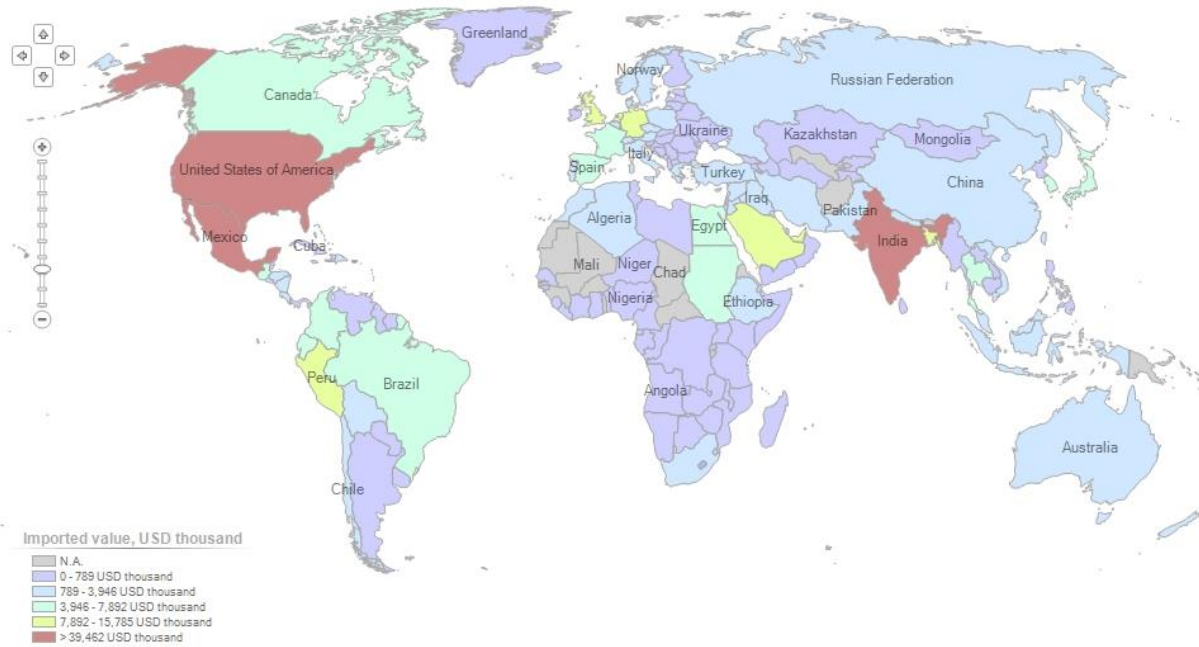 Greenland
Norway
Russian Federation
Canada
Ukraine
Kazakhstan
Mongolia
Italy
Spain
United States of America
Turkey
China
Iraq
Pakistan
Algeria
Egypt
Mexico
India
Cuba
Mali
Niger
Chad
Nigeria
Ethiopia
Peru
Brazil
Angola
Australia
Chile
Imported value, USD thousand
N.A.
0 - 789 USD thousand
789 - 3,946 USD thousand
3,946 - 7,892 USD thousand
7,892 - 15,785 USD thousand
> 39,462 USD thousand